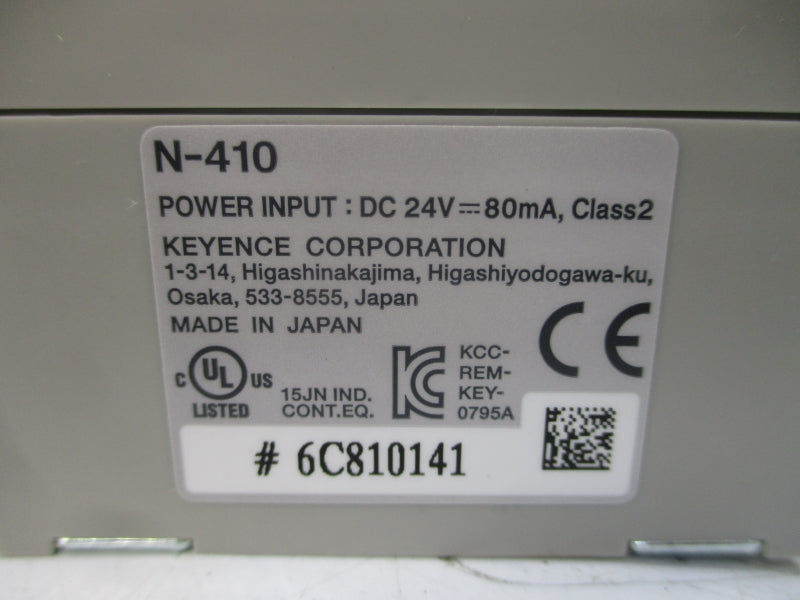 N-410
POWER INPUT : DC 24V⎓80mA, Class2
KEYENCE CORPORATION
1-3-14, Higashinakajima, Higashiyodogawa-ku,
Osaka, 533-8555, Japan
MADE IN JAPAN
CE
c UL US
LISTED
15JN IND.
CONT.EQ.
KC
KCC-
REM-
KEY-
0795A
# 6C810141